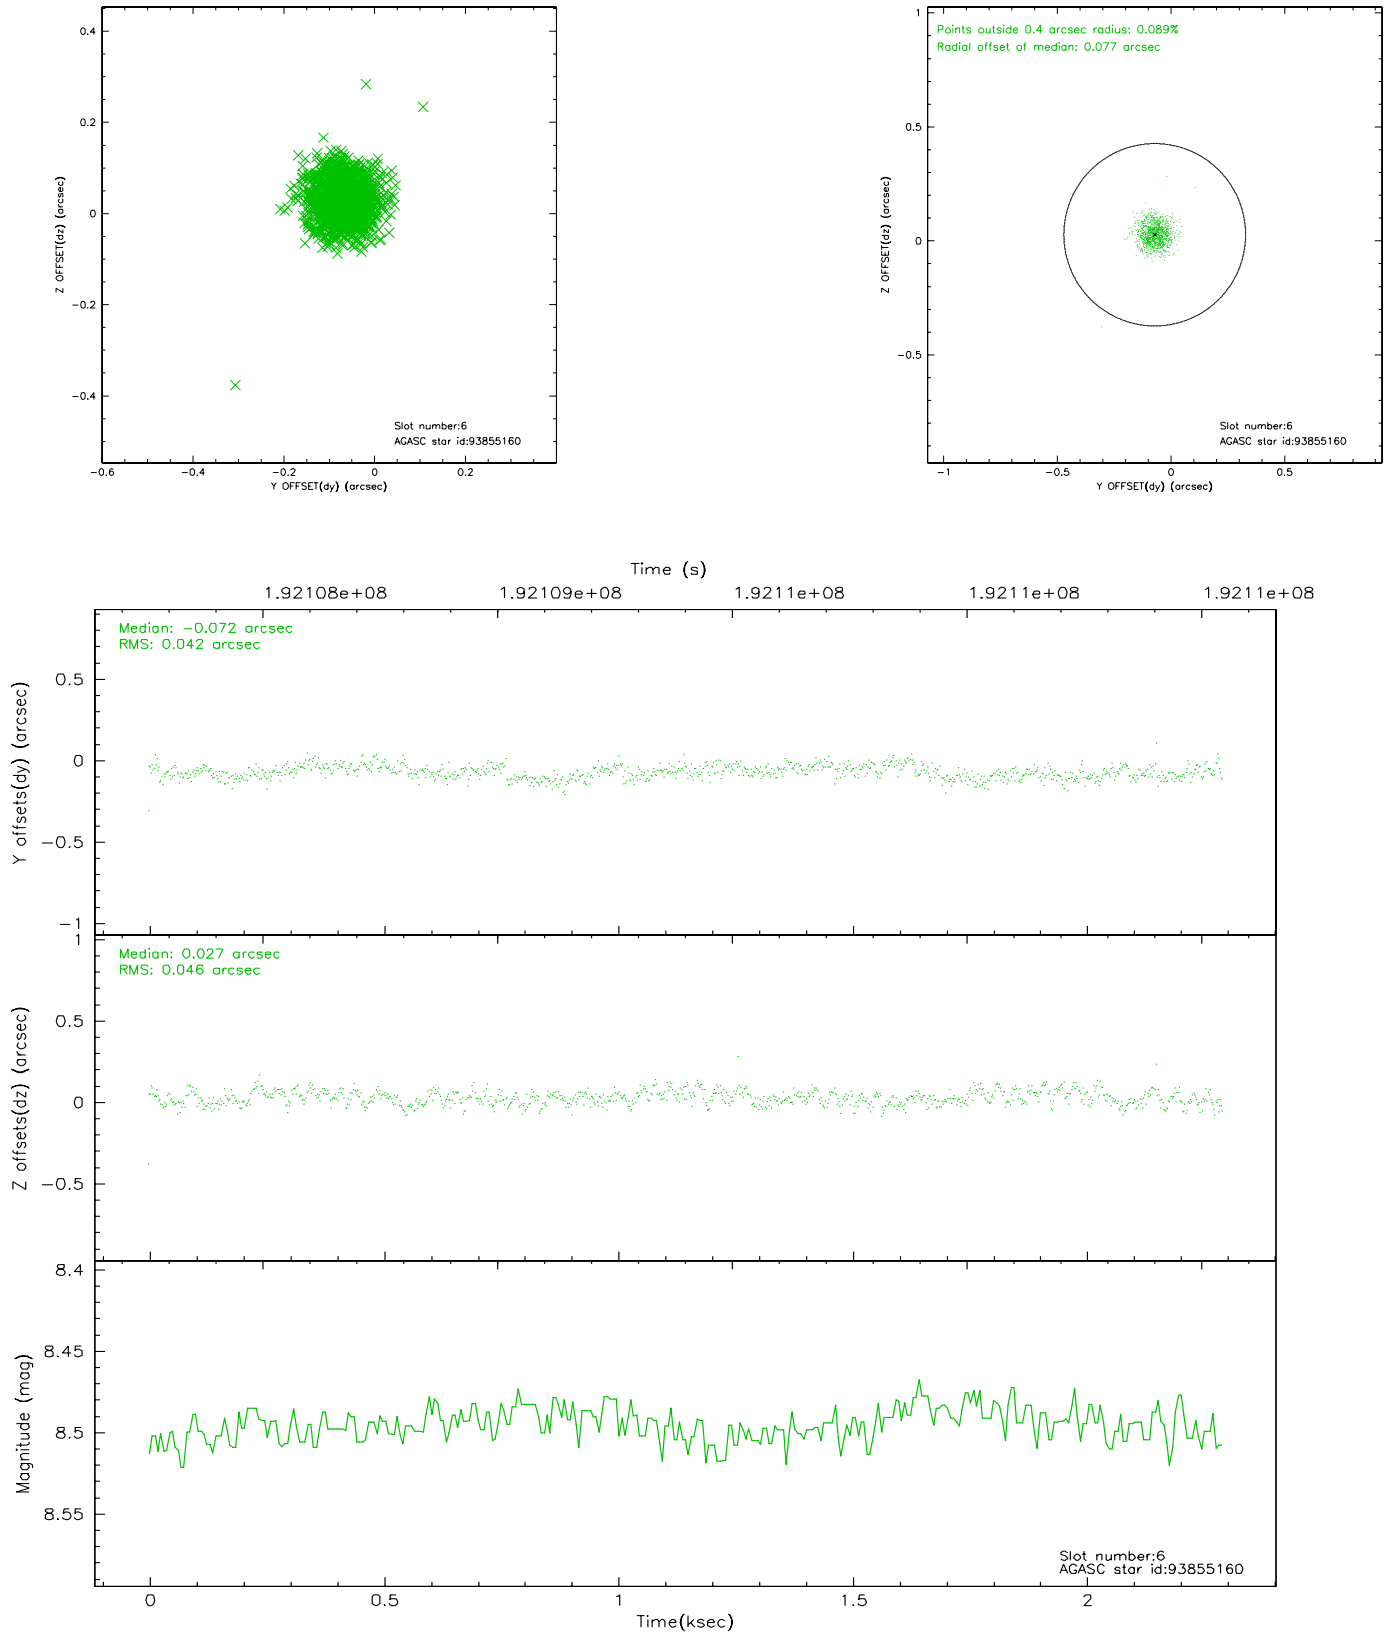 0.4
0.2
0
−0.2
−0.4
Z OFFSET(dz) (arcsec)
Slot number:6
AGASC star id:93855160
−0.6
−0.4
−0.2
0
0.2
Y OFFSET(dy) (arcsec)
Points outside 0.4 arcsec radius: 0.089%
Radial offset of median: 0.077 arcsec
1
0.5
0
−0.5
Z OFFSET(dz) (arcsec)
Slot number:6
AGASC star id:93855160
−1
−0.5
0
0.5
Y OFFSET(dy) (arcsec)
Time (s)
1.92108e+08
1.92109e+08
1.9211e+08
1.9211e+08
1.9211e+08
Median: −0.072 arcsec
RMS: 0.042 arcsec
0.5
0
−0.5
−1
Y offsets(dy) (arcsec)
Median: 0.027 arcsec
RMS: 0.046 arcsec
1
0.5
0
−0.5
Z offsets(dz) (arcsec)
8.4
8.45
8.5
8.55
Magnitude (mag)
Slot number:6
AGASC star id:93855160
0
0.5
1
1.5
2
Time(ksec)